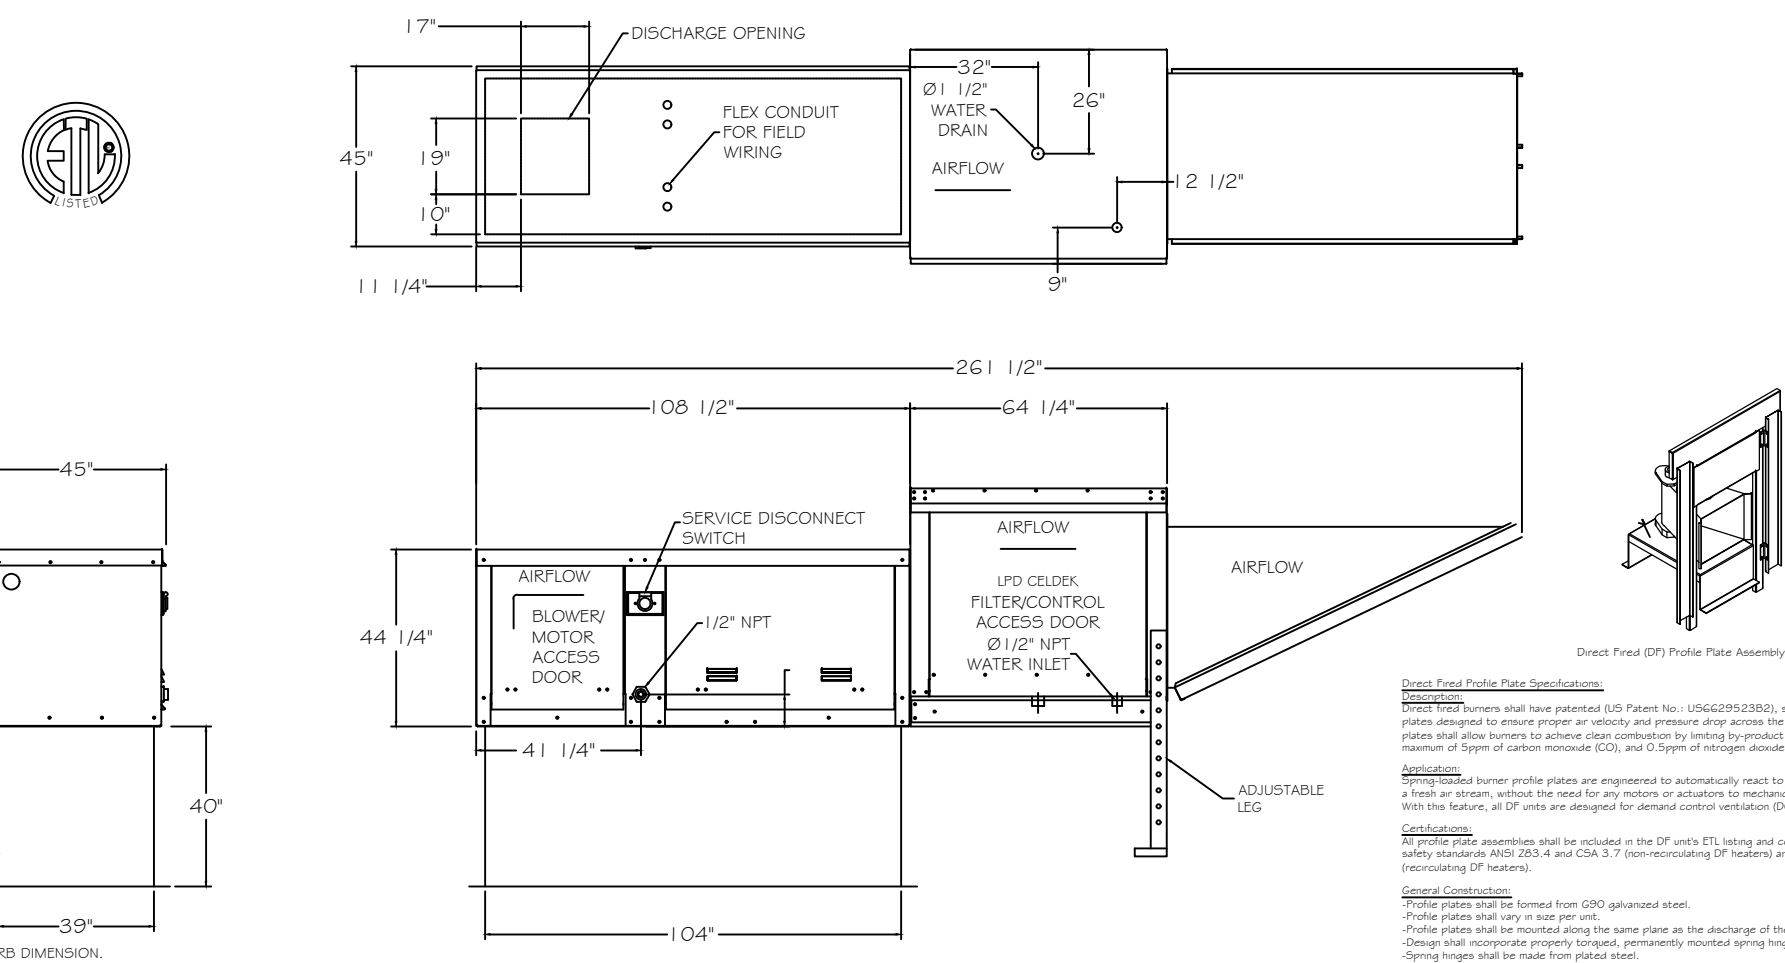 17"
DISCHARGE OPENING
32"
Ø1 1/2"
WATER
DRAIN
26"
FLEX CONDUIT
FOR FIELD
WIRING
45"
19"
10"
AIRFLOW
12 1/2"
11 1/4"
9"
ETL
LISTED
261 1/2"
108 1/2"
64 1/4"
45"
SERVICE DISCONNECT
SWITCH
AIRFLOW
AIRFLOW
AIRFLOW
BLOWER/
MOTOR
ACCESS
DOOR
LPD CELDEK
FILTER/CONTROL
ACCESS DOOR
Ø1/2" NPT
WATER INLET
1/2" NPT
44 1/4"
41 1/4"
40"
ADJUSTABLE
LEG
39"
104"
RB DIMENSION.
Direct Fired (DF) Profile Plate Assembly
Direct Fired Profile Plate Specifications:
Description:
Direct fired burners shall have patented (US Patent No.: US6629523B2), s
plates designed to ensure proper air velocity and pressure drop across the
plates shall allow burners to achieve clean combustion by limiting by-product
maximum of 5ppm of carbon monoxide (CO), and 0.5ppm of nitrogen dioxide
Application:
Spring-loaded burner profile plates are engineered to automatically react to
a fresh air stream, without the need for any motors or actuators to mechanic
With this feature, all DF units are designed for demand control ventilation (D
Certifications:
All profile plate assemblies shall be included in the DF unit's ETL listing and c
safety standards ANSI Z83.4 and CSA 3.7 (non-recirculating DF heaters) a
(recirculating DF heaters).
General Construction:
-Profile plates shall be formed from G90 galvanized steel.
-Profile plates shall vary in size per unit.
-Profile plates shall be mounted along the same plane as the discharge of the
-Design shall incorporate properly torqued, permanently mounted spring hing
-Spring hinges shall be made from plated steel.